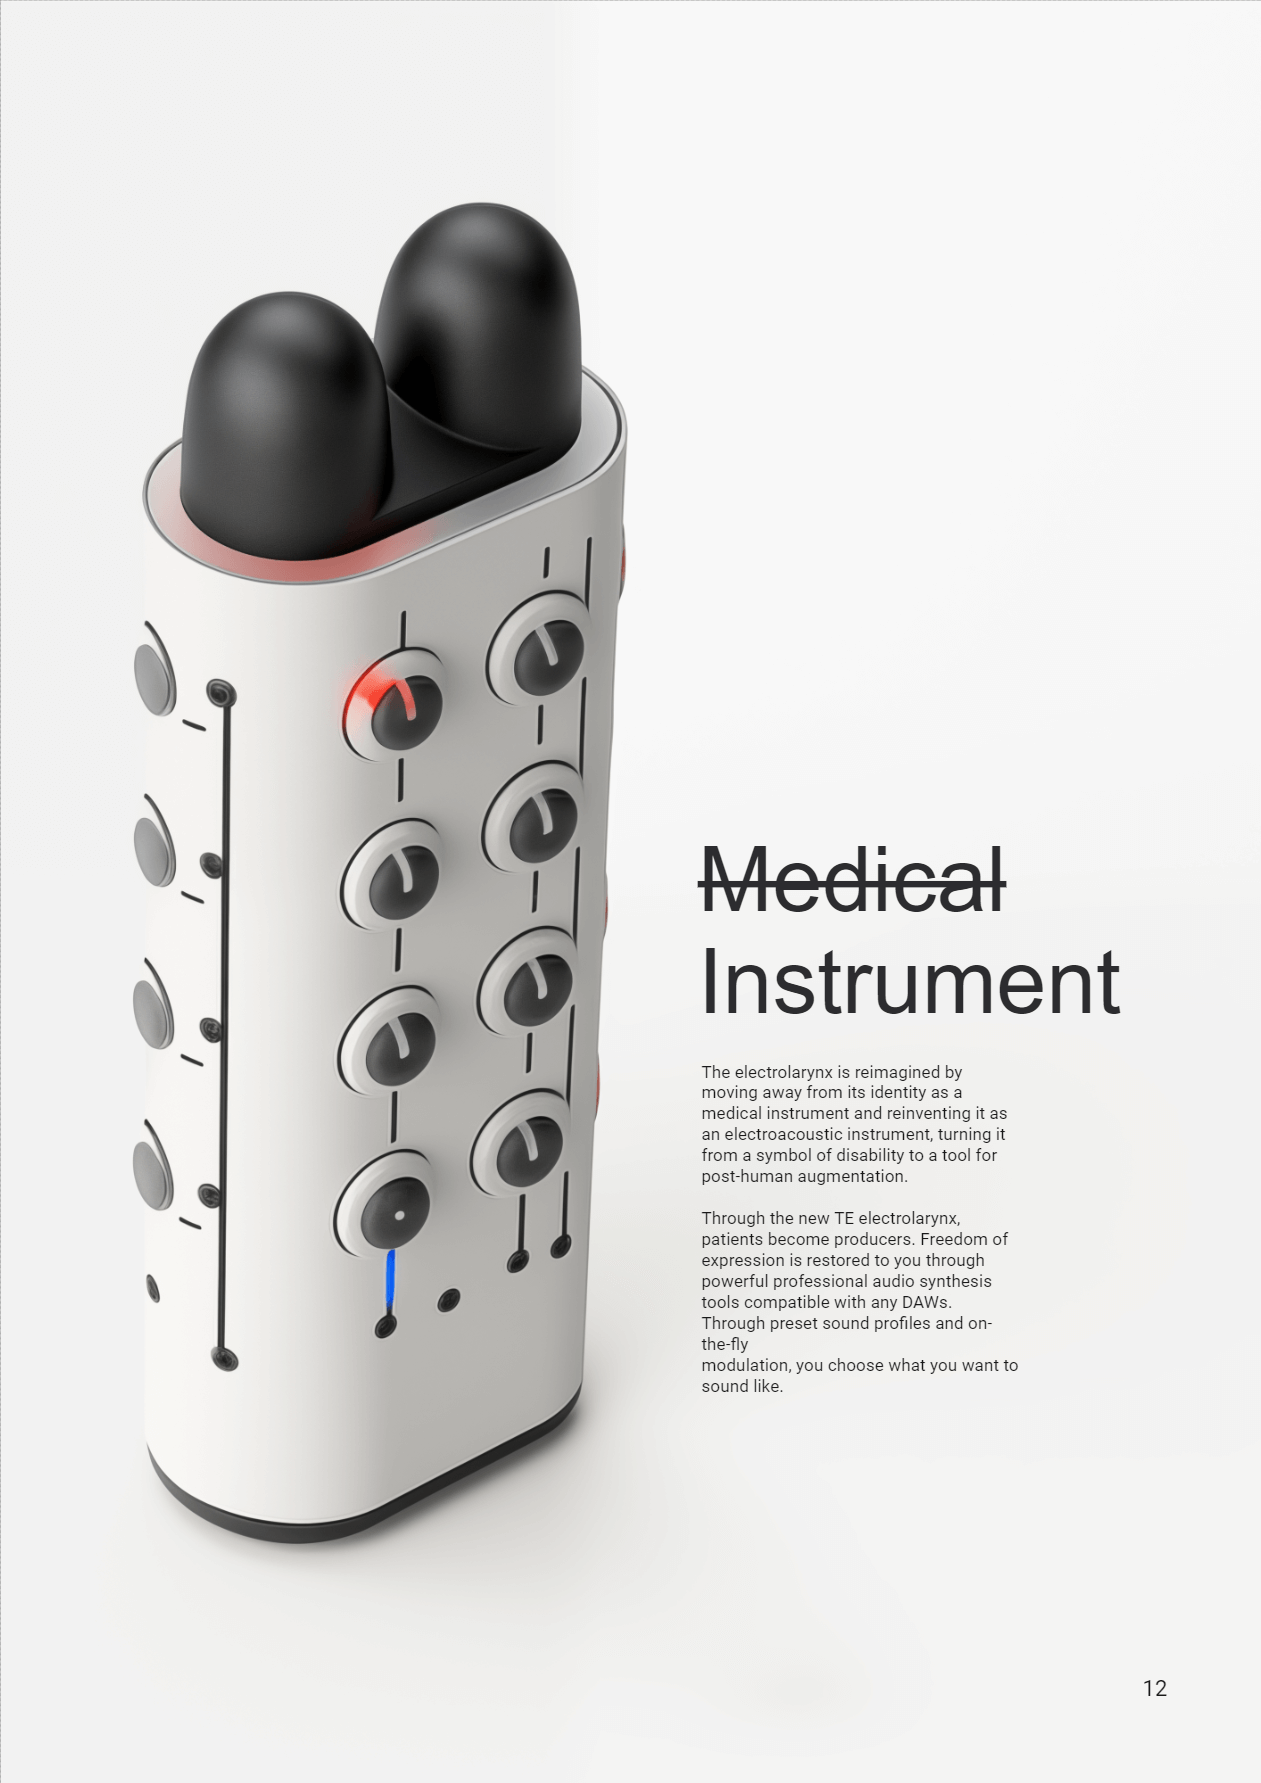 Medical
Instrument
The electrolarynx is reimagined by
moving away from its identity as a
medical instrument and reinventing it as
an electroacoustic instrument, turning it
from a symbol of disability to a tool for
post-human augmentation.
Through the new TE electrolarynx,
patients become producers. Freedom of
expression is restored to you through
powerful professional audio synthesis
tools compatible with any DAWs.
Through preset sound profiles and on-
the-fly
modulation, you choose what you want to
sound like.
12